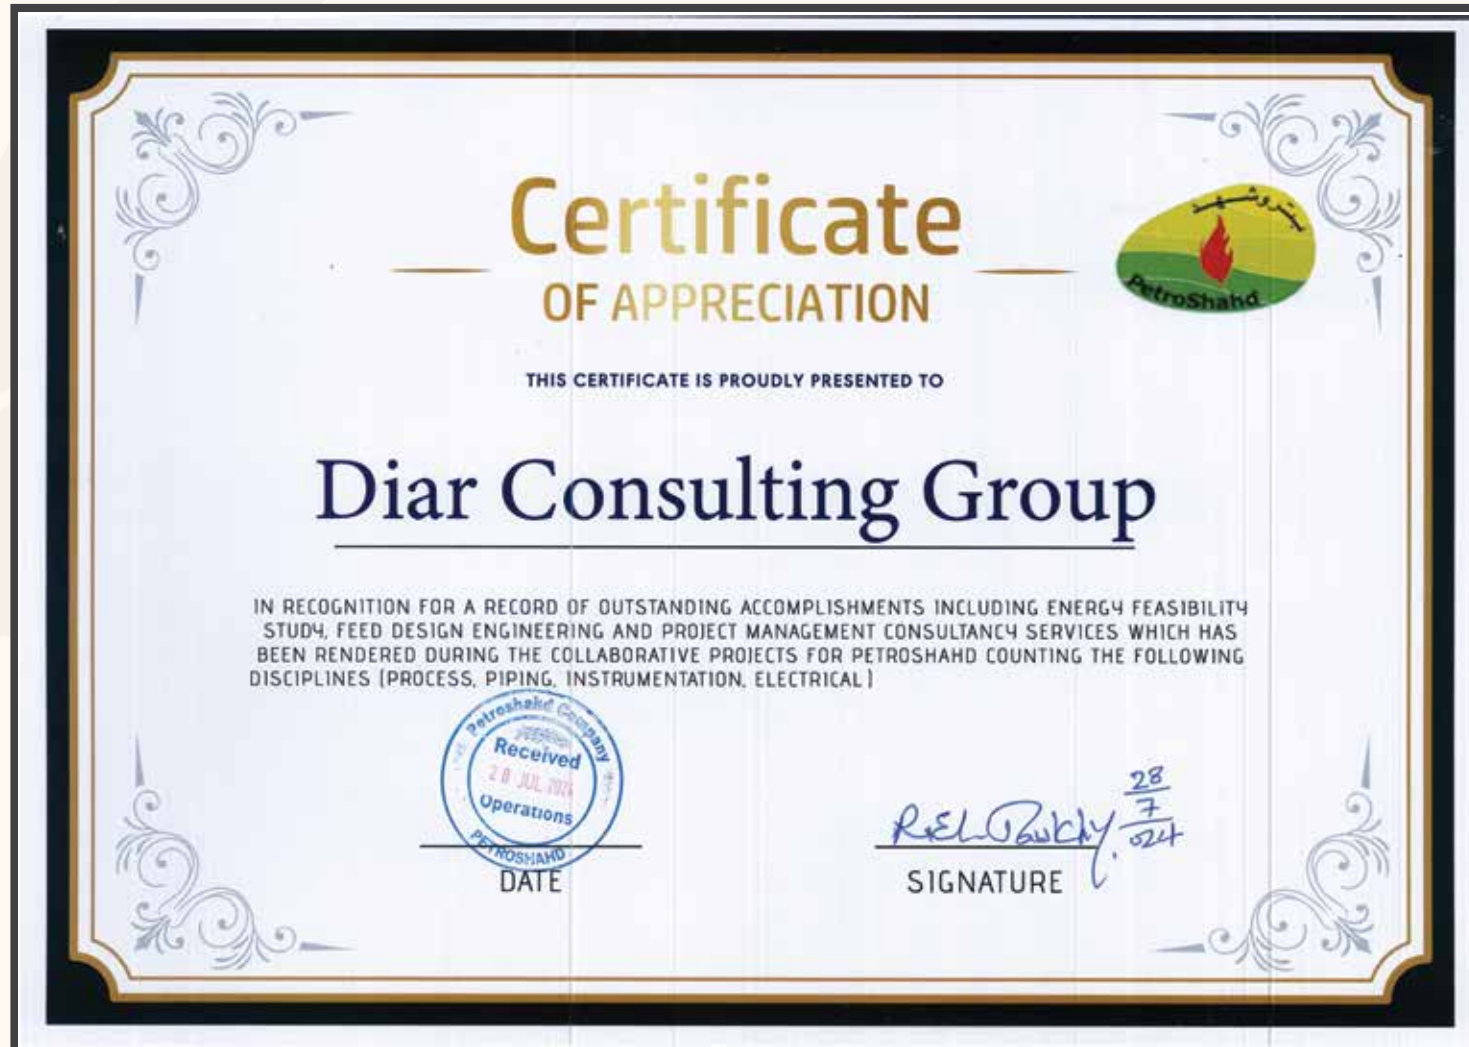 Certificate
OF APPRECIATION
بتروشهد
PetroShahd
THIS CERTIFICATE IS PROUDLY PRESENTED TO
Diar Consulting Group
IN RECOGNITION FOR A RECORD OF OUTSTANDING ACCOMPLISHMENTS INCLUDING ENERGY FEASIBILITY
STUDY, FEED DESIGN ENGINEERING AND PROJECT MANAGEMENT CONSULTANCY SERVICES WHICH HAS
BEEN RENDERED DURING THE COLLABORATIVE PROJECTS FOR PETROSHAHD COUNTING THE FOLLOWING
DISCIPLINES (PROCESS, PIPING, INSTRUMENTATION, ELECTRICAL)
Petroshahd Company
Received
28 JUL 2024
Operations
PETROSHAHD
DATE
28
7
024
SIGNATURE